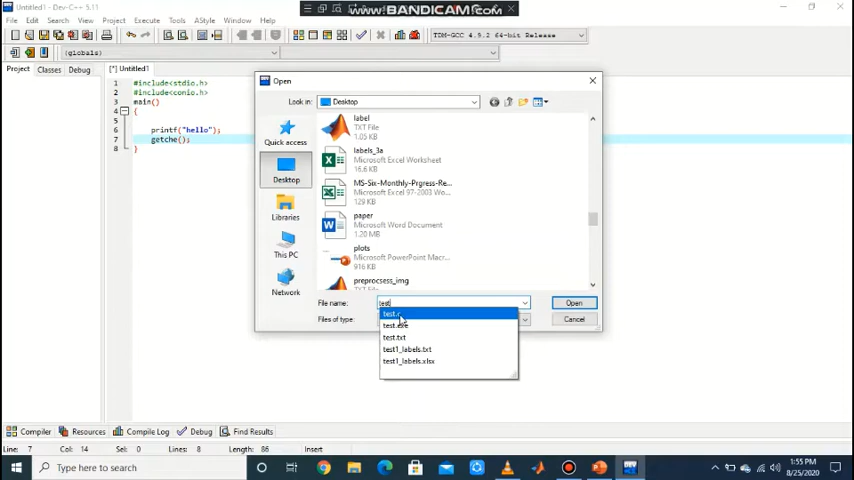 Untitled1 - Dev-C++ 5.11
www.BANDICAM.com
File Edit Search View Project Execute Tools AStyle Window Help
TDM-GCC 4.9.2 64-bit Release
(globals)
Project Classes Debug [*] Untitled1
1 #include<stdio.h>
2 #include<conio.h>
3 main()
4 {
5
6 printf("hello");
7 getche();
8 }
Open
Look in: Desktop
Quick access
Desktop
Libraries
This PC
Network
label
TXT File
1.05 KB
labels_3a
Microsoft Excel Worksheet
16.6 KB
MS-Six-Monthly-Prgress-Re...
Microsoft Excel 97-2003 Wo...
129 KB
paper
Microsoft Word Document
1.20 MB
plots
Microsoft PowerPoint Macr...
916 KB
preprocsess_img
File name: test Open
Files of type: Cancel
test.c
test.exe
test.txt
test1_labels.txt
test1_labels.xlsx
Compiler Resources Compile Log Debug Find Results
Line: 7 Col: 14 Sel: 0 Lines: 8 Length: 86 Insert
Type here to search
1:55 PM
8/25/2020